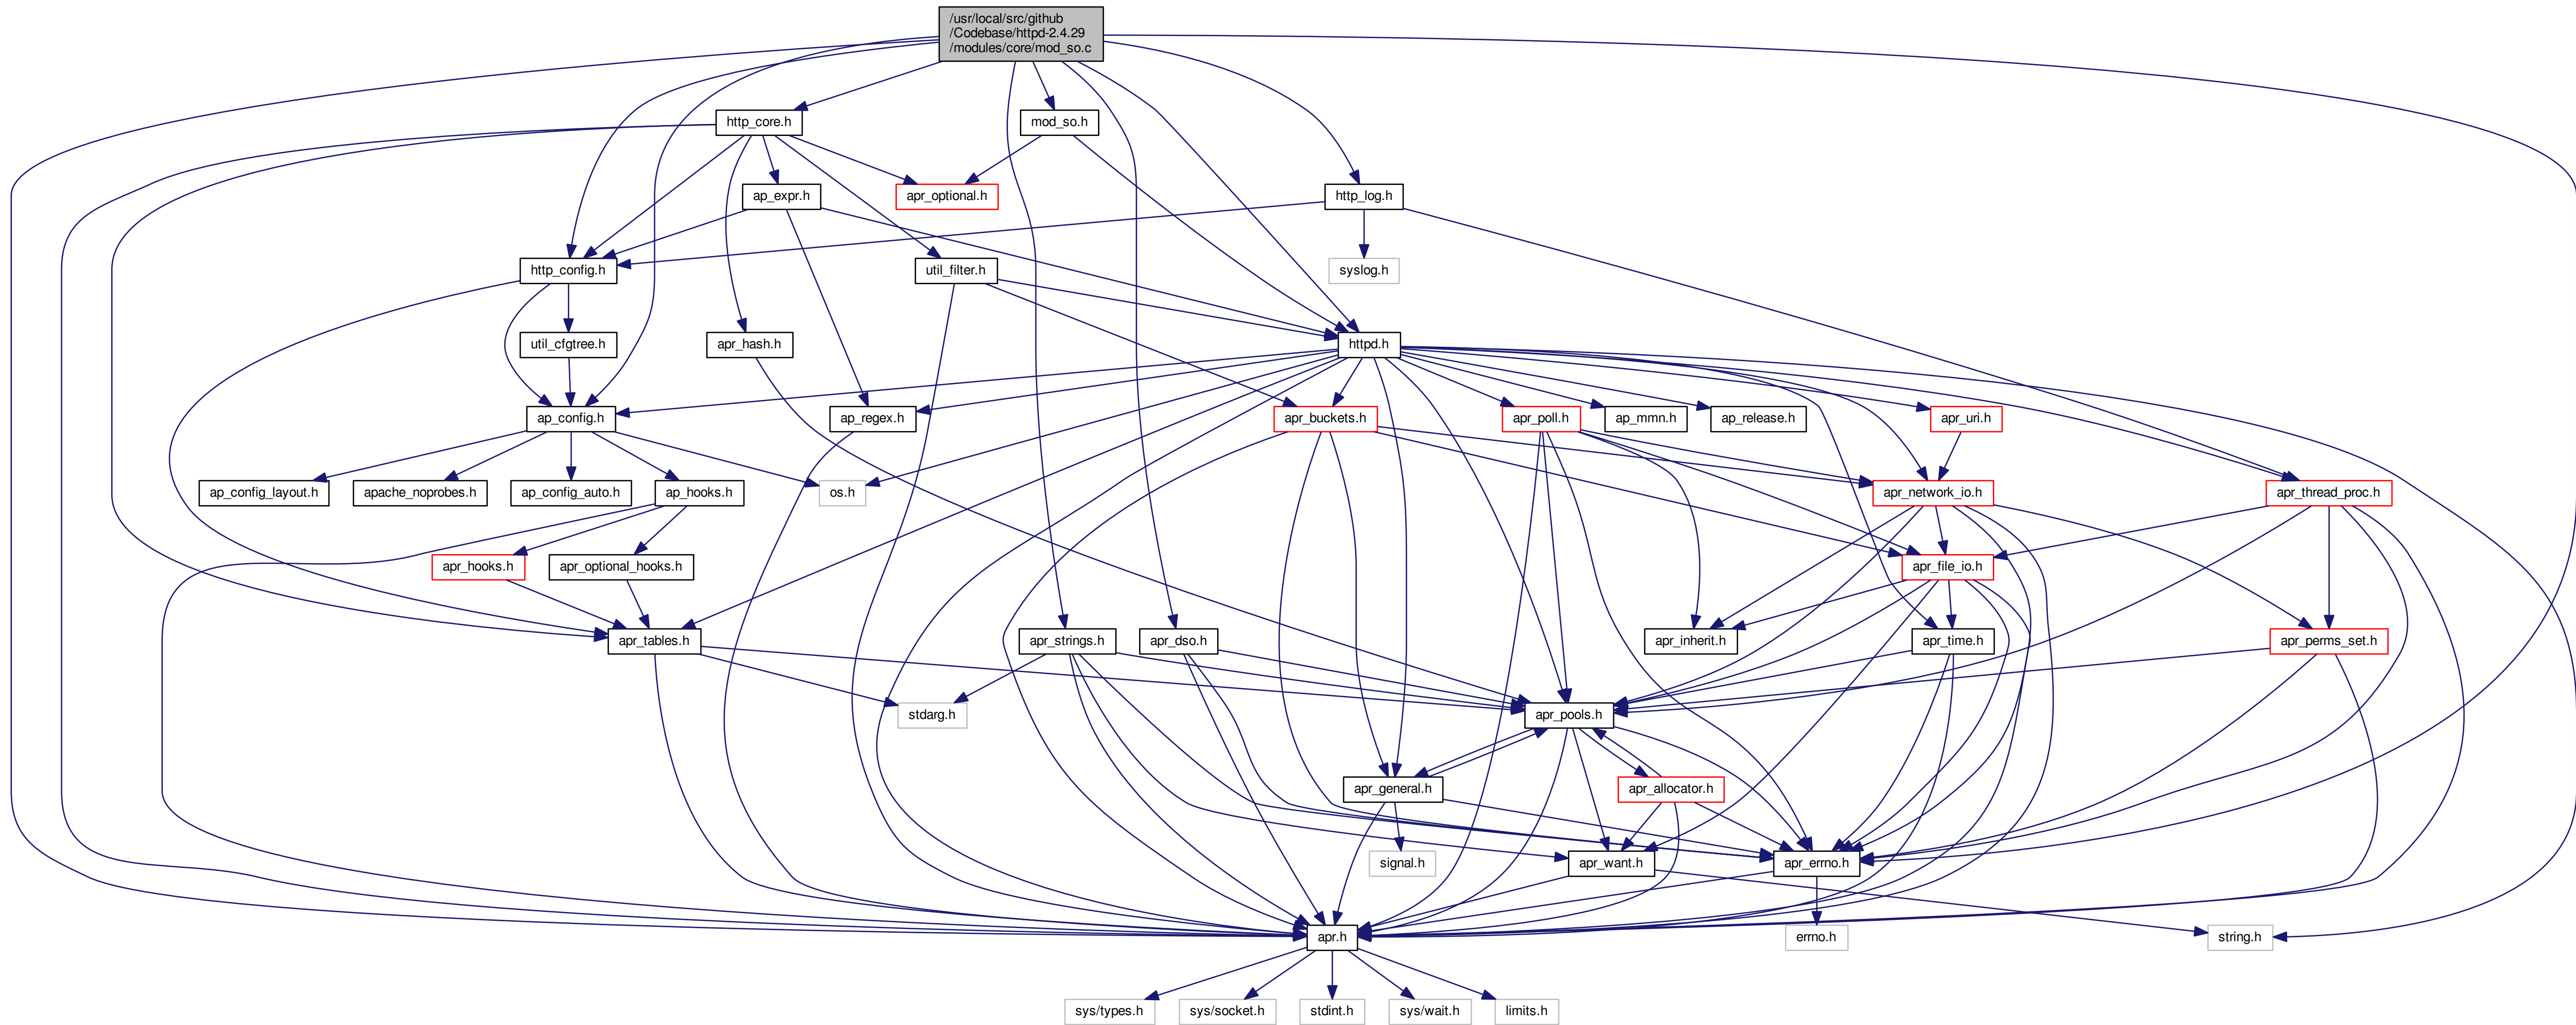 /usr/local/src/github
/Codebase/httpd-2.4.29
/modules/core/mod_so.c
http_core.h
mod_so.h
ap_expr.h
apr_optional.h
http_log.h
http_config.h
util_filter.h
syslog.h
util_cfgtree.h
apr_hash.h
httpd.h
ap_config.h
ap_regex.h
apr_buckets.h
apr_poll.h
ap_mmn.h
ap_release.h
apr_uri.h
ap_config_layout.h
apache_noprobes.h
ap_config_auto.h
ap_hooks.h
os.h
apr_network_io.h
apr_thread_proc.h
apr_hooks.h
apr_optional_hooks.h
apr_file_io.h
apr_tables.h
apr_strings.h
apr_dso.h
apr_inherit.h
apr_time.h
apr_perms_set.h
stdarg.h
apr_pools.h
apr_general.h
apr_allocator.h
signal.h
apr_want.h
apr_errno.h
apr.h
errno.h
string.h
sys/types.h
sys/socket.h
stdint.h
sys/wait.h
limits.h